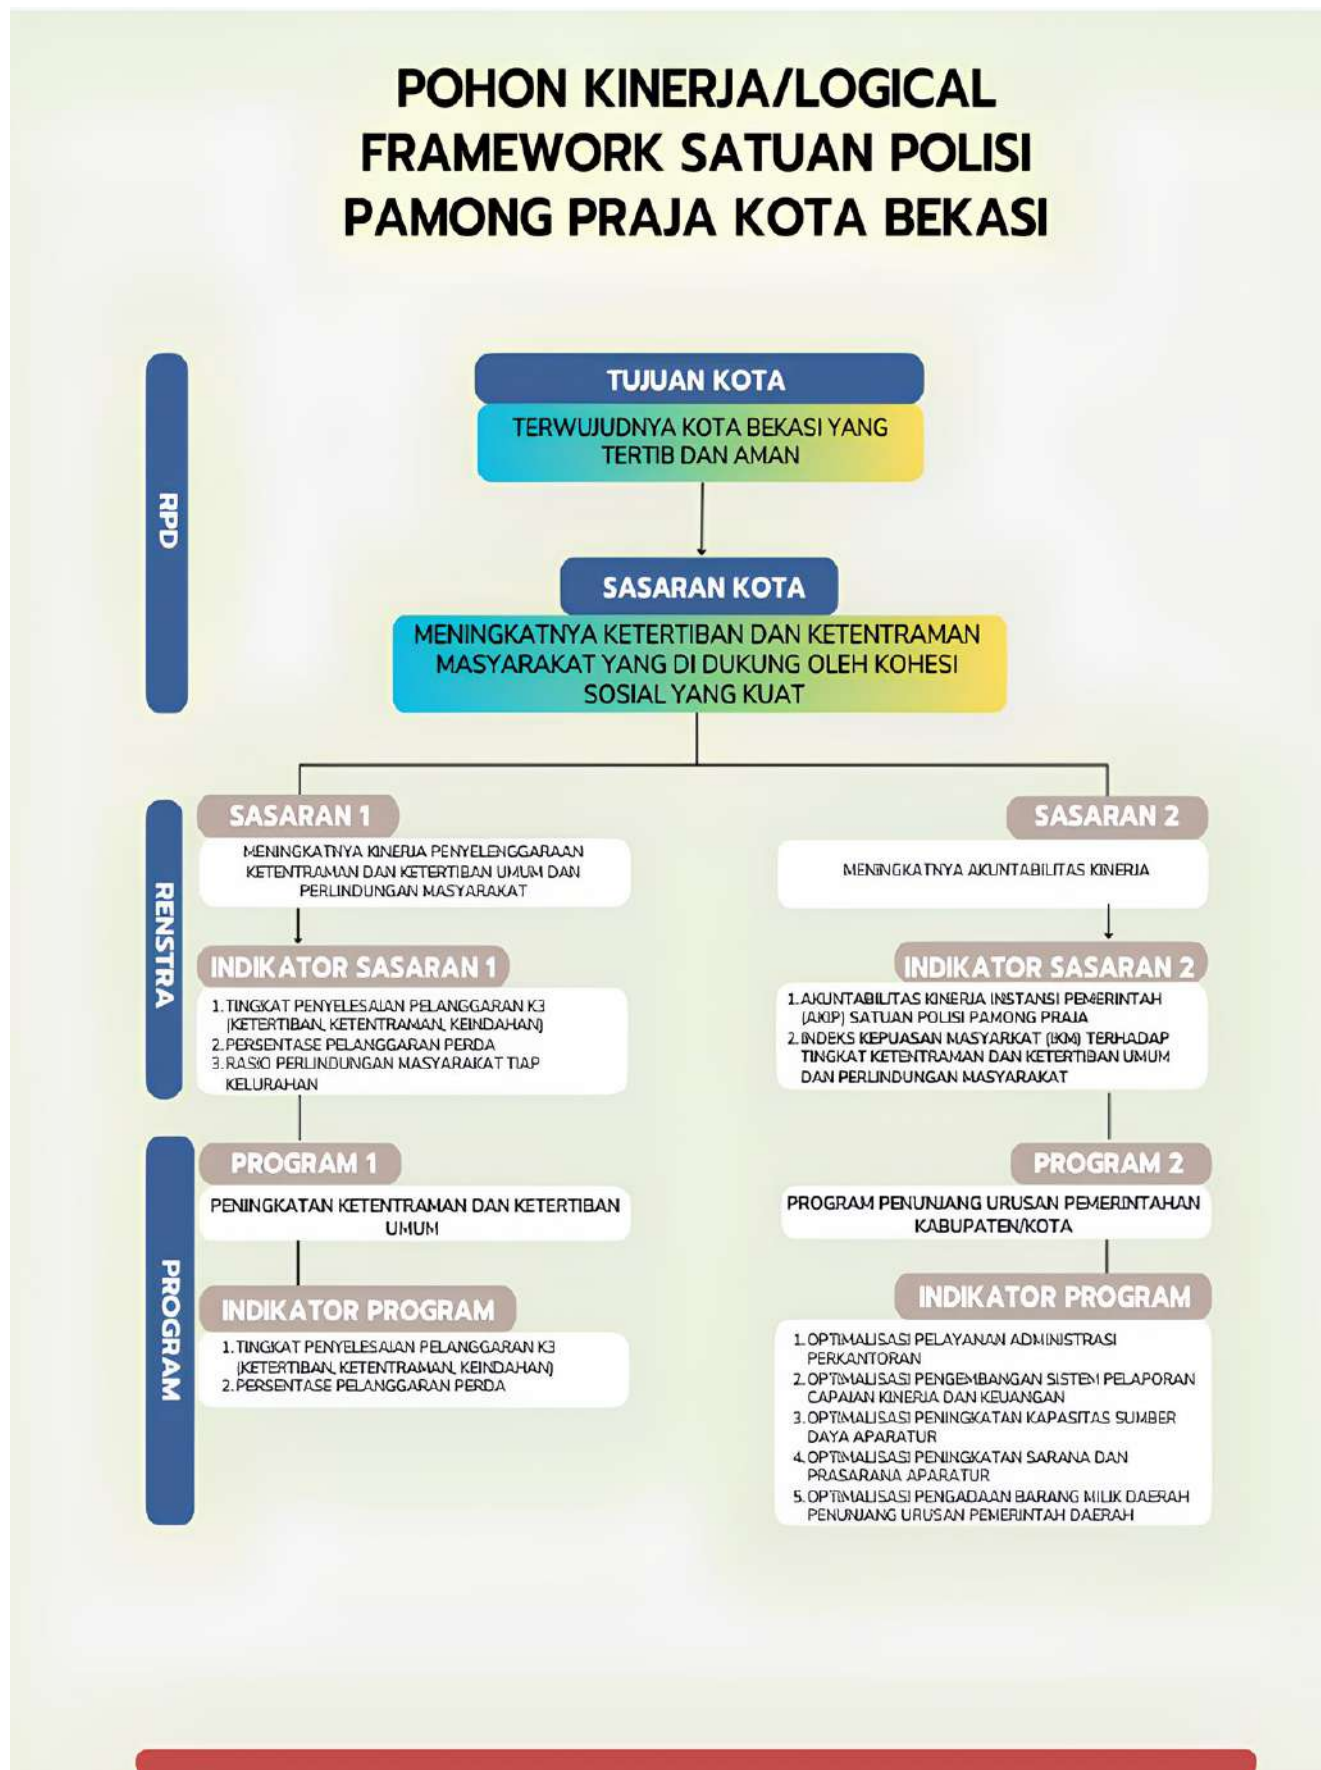 POHON KINERJA/LOGICAL
FRAMEWORK SATUAN POLISI
PAMONG PRAJA KOTA BEKASI
RPD
TUJUAN KOTA
TERWUJUDNYA KOTA BEKASI YANG
TERTIB DAN AMAN
SASARAN KOTA
MENINGKATNYA KETERTIBAN DAN KETENTRAMAN
MASYARAKAT YANG DI DUKUNG OLEH KOHESI
SOSIAL YANG KUAT
RENSTRA
SASARAN 1
MENINGKATNYA KINERJA PENYELENGGARAAN
KETENTRAMAN DAN KETERTIBAN UMUM DAN
PERLINDUNGAN MASYARAKAT
INDIKATOR SASARAN 1
1. TINGKAT PENYELESAIAN PELANGGARAN K3
(KETERTIBAN, KETENTRAMAN, KEINDAHAN)
2. PERSENTASE PELANGGARAN PERDA
3. RASIO PERLINDUNGAN MASYARAKAT TIAP
KELURAHAN
SASARAN 2
MENINGKATNYA AKUNTABILITAS KINERJA
INDIKATOR SASARAN 2
1. AKUNTABILITAS KINERJA INSTANSI PEMERINTAH
(AKIP) SATUAN POLISI PAMONG PRAJA
2. INDEKS KEPUASAN MASYARKAT (IKM) TERHADAP
TINGKAT KETENTRAMAN DAN KETERTIBAN UMUM
DAN PERLINDUNGAN MASYARAKAT
PROGRAM
PROGRAM 1
PENINGKATAN KETENTRAMAN DAN KETERTIBAN
UMUM
INDIKATOR PROGRAM
1. TINGKAT PENYELESAIAN PELANGGARAN K3
(KETERTIBAN, KETENTRAMAN, KEINDAHAN)
2. PERSENTASE PELANGGARAN PERDA
PROGRAM 2
PROGRAM PENUNJANG URUSAN PEMERINTAHAN
KABUPATEN/KOTA
INDIKATOR PROGRAM
1. OPTIMALISASI PELAYANAN ADMINISTRASI
PERKANTORAN
2. OPTIMALISASI PENGEMBANGAN SISTEM PELAPORAN
CAPAIAN KINERJA DAN KEUANGAN
3. OPTIMALISASI PENINGKATAN KAPASITAS SUMBER
DAYA APARATUR
4. OPTIMALISASI PENINGKATAN SARANA DAN
PRASARANA APARATUR
5. OPTIMALISASI PENGADAAN BARANG MILIK DAERAH
PENUNJANG URUSAN PEMERINTAH DAERAH